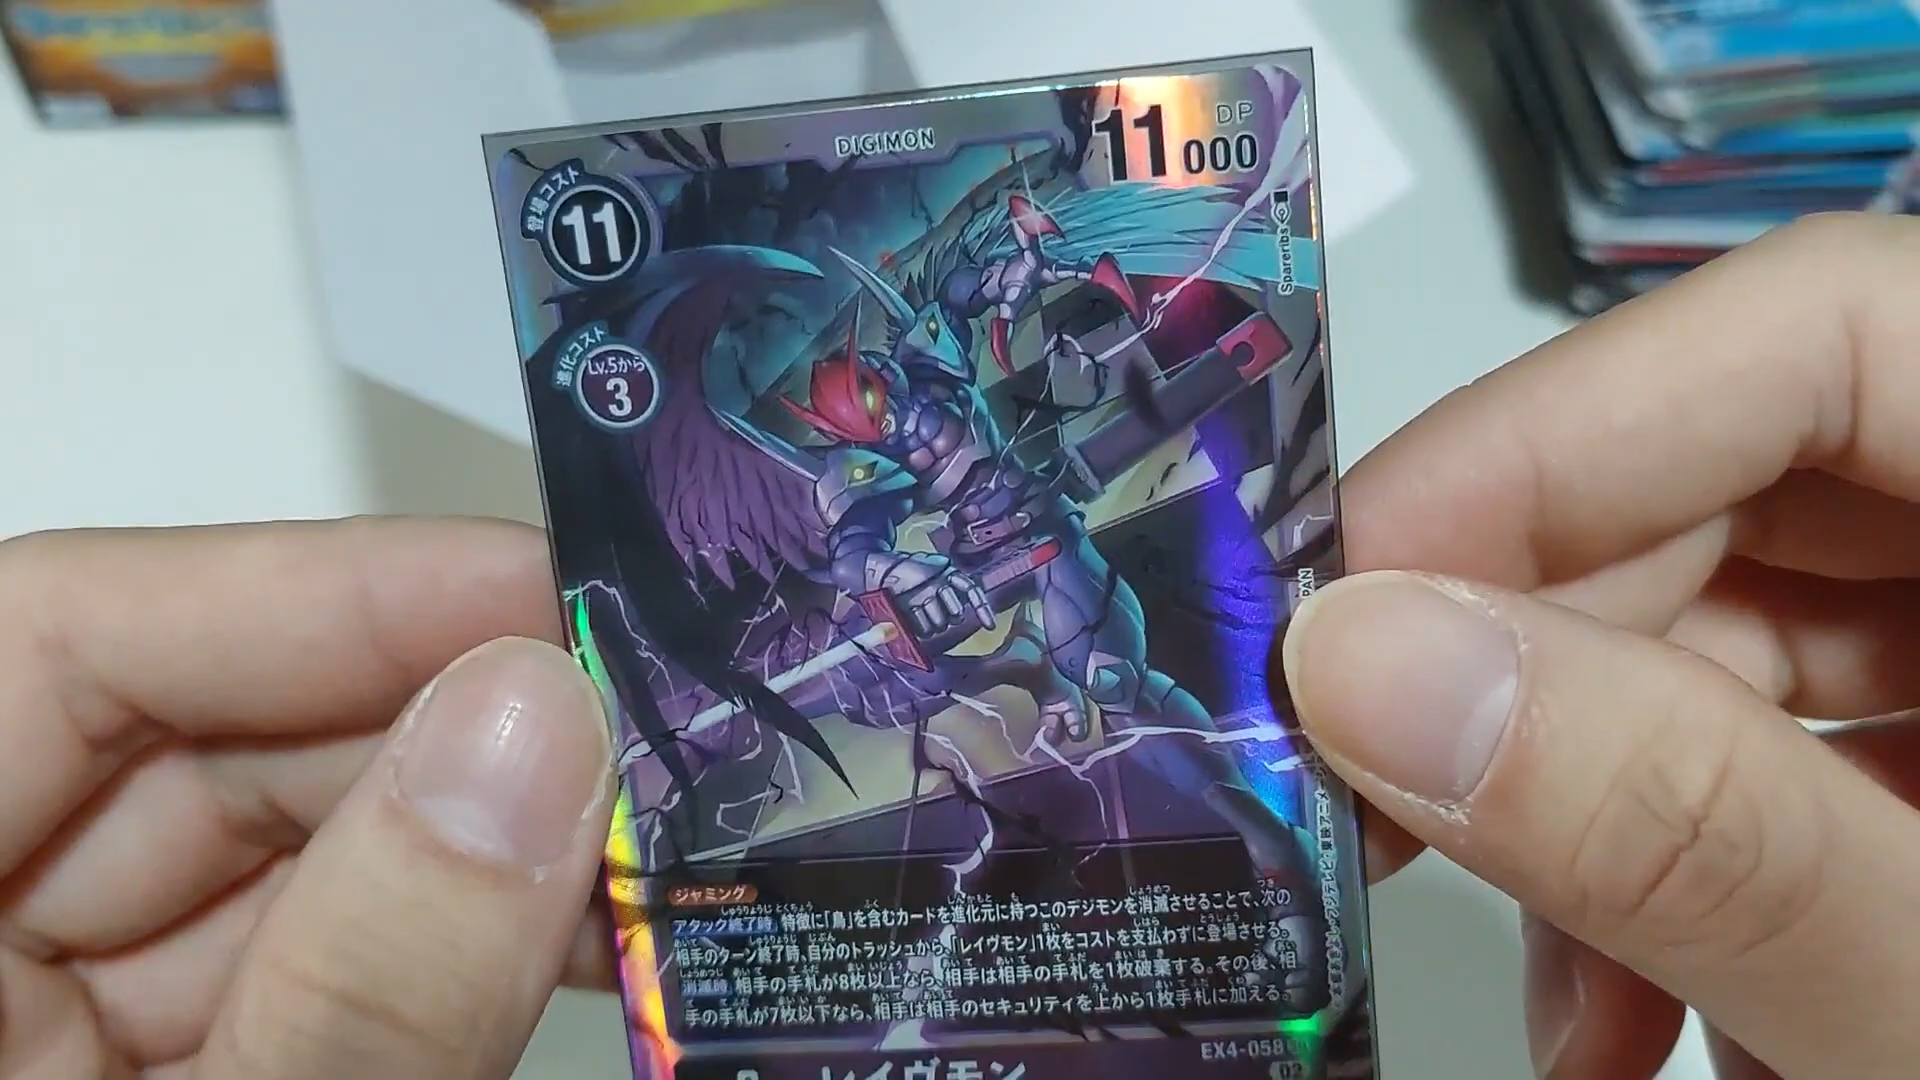 DIGIMON
11000
DP
登場コスト
11
Spareribs
進化コスト
Lv.5から
3
PAN
ジャミング
アタック終了時 特徴に「鳥」を含むカードを進化元に持つこのデジモンを消滅させることで、次の
相手のターン終了時、自分のトラッシュから、「レイヴモン」1枚をコストを支払わずに登場させる。
消滅時 相手の手札が8枚以上なら、相手は相手の手札を1枚破棄する。その後、相
手の手札が7枚以下なら、相手は相手のセキュリティを上から1枚手札に加える。
EX4-058
02
レイヴモン